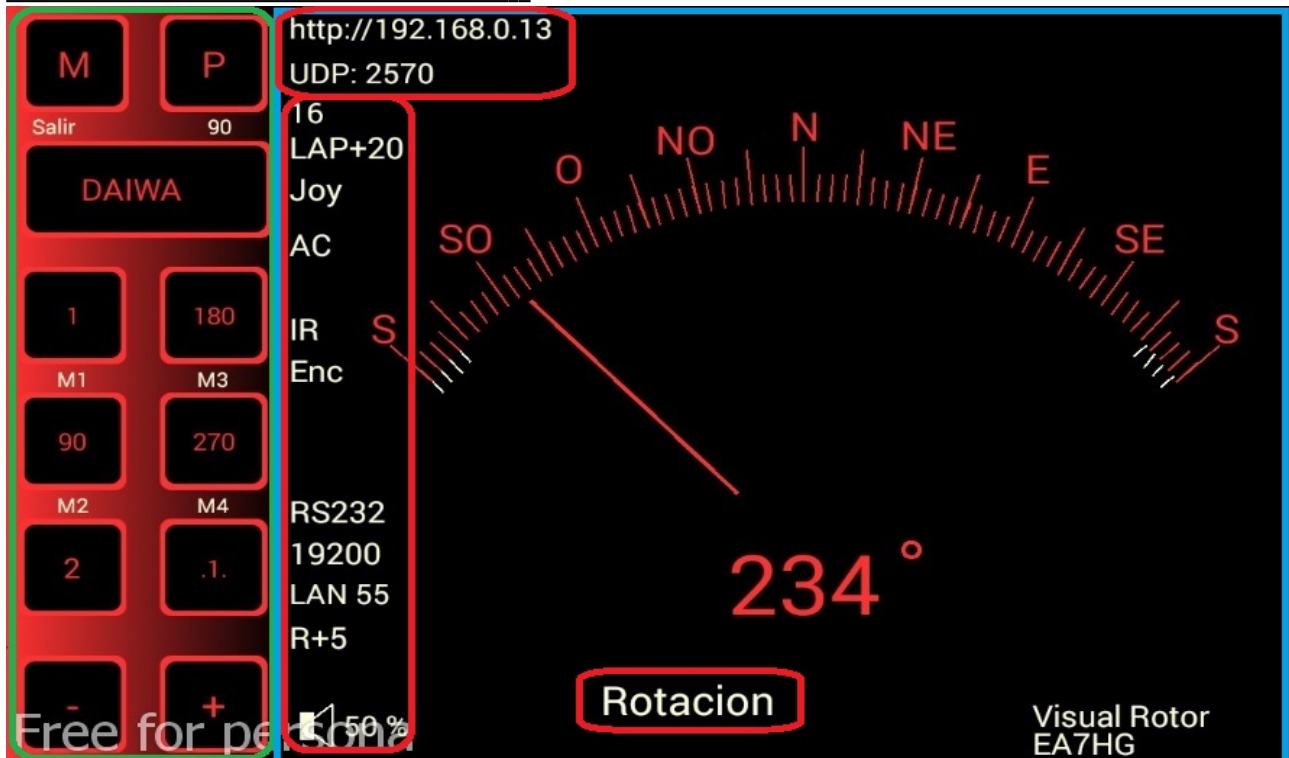 M P
Salir 90
DAIWA
1 180
M1 M3
90 270
M2 M4
2 .1.
- +
Free for persona
http://192.168.0.13
UDP: 2570
16
LAP+20
Joy
AC
IR
Enc
RS232
19200
LAN 55
R+5
50 %
S SO O NO N NE E SE S
234 °
Rotacion
Visual Rotor
EA7HG